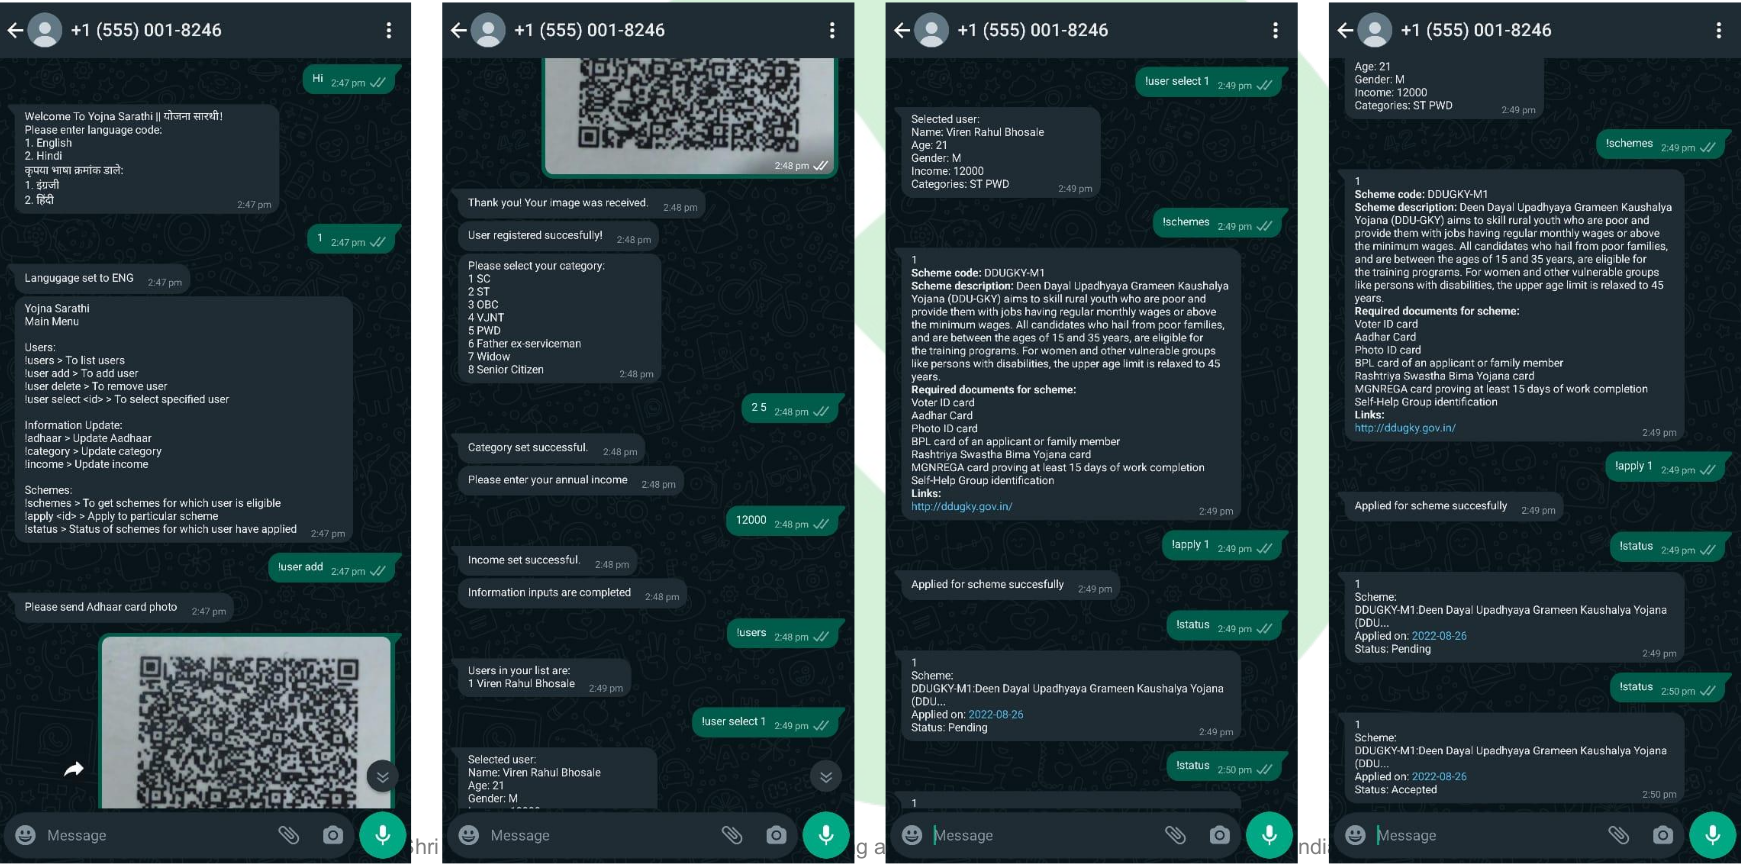 +1 (555) 001-8246
Hi 2:47 pm
Welcome To Yojna Sarathi || योजना सारथी!
Please enter language code:
1. English
2. Hindi
कृपया भाषा क्रमांक डाले:
1. इंग्रजी
2. हिंदी
2:47 pm
1 2:47 pm
Langugage set to ENG 2:47 pm
Yojna Sarathi
Main Menu
Users:
!users > To list users
!user add > To add user
!user delete > To remove user
!user select <id> > To select specified user
Information Update:
!adhaar > Update Aadhaar
!category > Update category
!income > Update income
Schemes:
!schemes > To get schemes for which user is eligible
!apply <id> > Apply to particular scheme
!status > Status of schemes for which user have applied 2:47 pm
!user add 2:47 pm
Please send Adhaar card photo 2:47 pm
Message
+1 (555) 001-8246
2:48 pm
Thank you! Your image was received. 2:48 pm
User registered succesfully! 2:48 pm
Please select your category:
1 SC
2 ST
3 OBC
4 VJNT
5 PWD
6 Father ex-serviceman
7 Widow
8 Senior Citizen 2:48 pm
2 5 2:48 pm
Category set successful. 2:48 pm
Please enter your annual income 2:48 pm
12000 2:48 pm
Income set successful. 2:48 pm
Information inputs are completed 2:48 pm
!users 2:48 pm
Users in your list are:
1 Viren Rahul Bhosale 2:49 pm
!user select 1 2:49 pm
Selected user:
Name: Viren Rahul Bhosale
Age: 21
Gender: M
Message
+1 (555) 001-8246
!user select 1 2:49 pm
Selected user:
Name: Viren Rahul Bhosale
Age: 21
Gender: M
Income: 12000
Categories: ST PWD 2:49 pm
!schemes 2:49 pm
1
Scheme code: DDUGKY-M1
Scheme description: Deen Dayal Upadhyaya Grameen Kaushalya
Yojana (DDU-GKY) aims to skill rural youth who are poor and
provide them with jobs having regular monthly wages or above
the minimum wages. All candidates who hail from poor families,
and are between the ages of 15 and 35 years, are eligible for
the training programs. For women and other vulnerable groups
like persons with disabilities, the upper age limit is relaxed to 45
years.
Required documents for scheme:
Voter ID card
Aadhar Card
Photo ID card
BPL card of an applicant or family member
Rashtriya Swastha Bima Yojana card
MGNREGA card proving at least 15 days of work completion
Self-Help Group identification
Links:
http://ddugky.gov.in/ 2:49 pm
!apply 1 2:49 pm
Applied for scheme succesfully 2:49 pm
!status 2:49 pm
1
Scheme:
DDUGKY-M1:Deen Dayal Upadhyaya Grameen Kaushalya Yojana
(DDU...
Applied on: 2022-08-26
Status: Pending 2:49 pm
!status 2:50 pm
1
Message
+1 (555) 001-8246
Age: 21
Gender: M
Income: 12000
Categories: ST PWD 2:49 pm
!schemes 2:49 pm
1
Scheme code: DDUGKY-M1
Scheme description: Deen Dayal Upadhyaya Grameen Kaushalya
Yojana (DDU-GKY) aims to skill rural youth who are poor and
provide them with jobs having regular monthly wages or above
the minimum wages. All candidates who hail from poor families,
and are between the ages of 15 and 35 years, are eligible for
the training programs. For women and other vulnerable groups
like persons with disabilities, the upper age limit is relaxed to 45
years.
Required documents for scheme:
Voter ID card
Aadhar Card
Photo ID card
BPL card of an applicant or family member
Rashtriya Swastha Bima Yojana card
MGNREGA card proving at least 15 days of work completion
Self-Help Group identification
Links:
http://ddugky.gov.in/ 2:49 pm
!apply 1 2:49 pm
Applied for scheme succesfully 2:49 pm
!status 2:49 pm
1
Scheme:
DDUGKY-M1:Deen Dayal Upadhyaya Grameen Kaushalya Yojana
(DDU...
Applied on: 2022-08-26
Status: Pending 2:49 pm
!status 2:50 pm
1
Scheme:
DDUGKY-M1:Deen Dayal Upadhyaya Grameen Kaushalya Yojana
(DDU...
Applied on: 2022-08-26
Status: Accepted 2:50 pm
Message